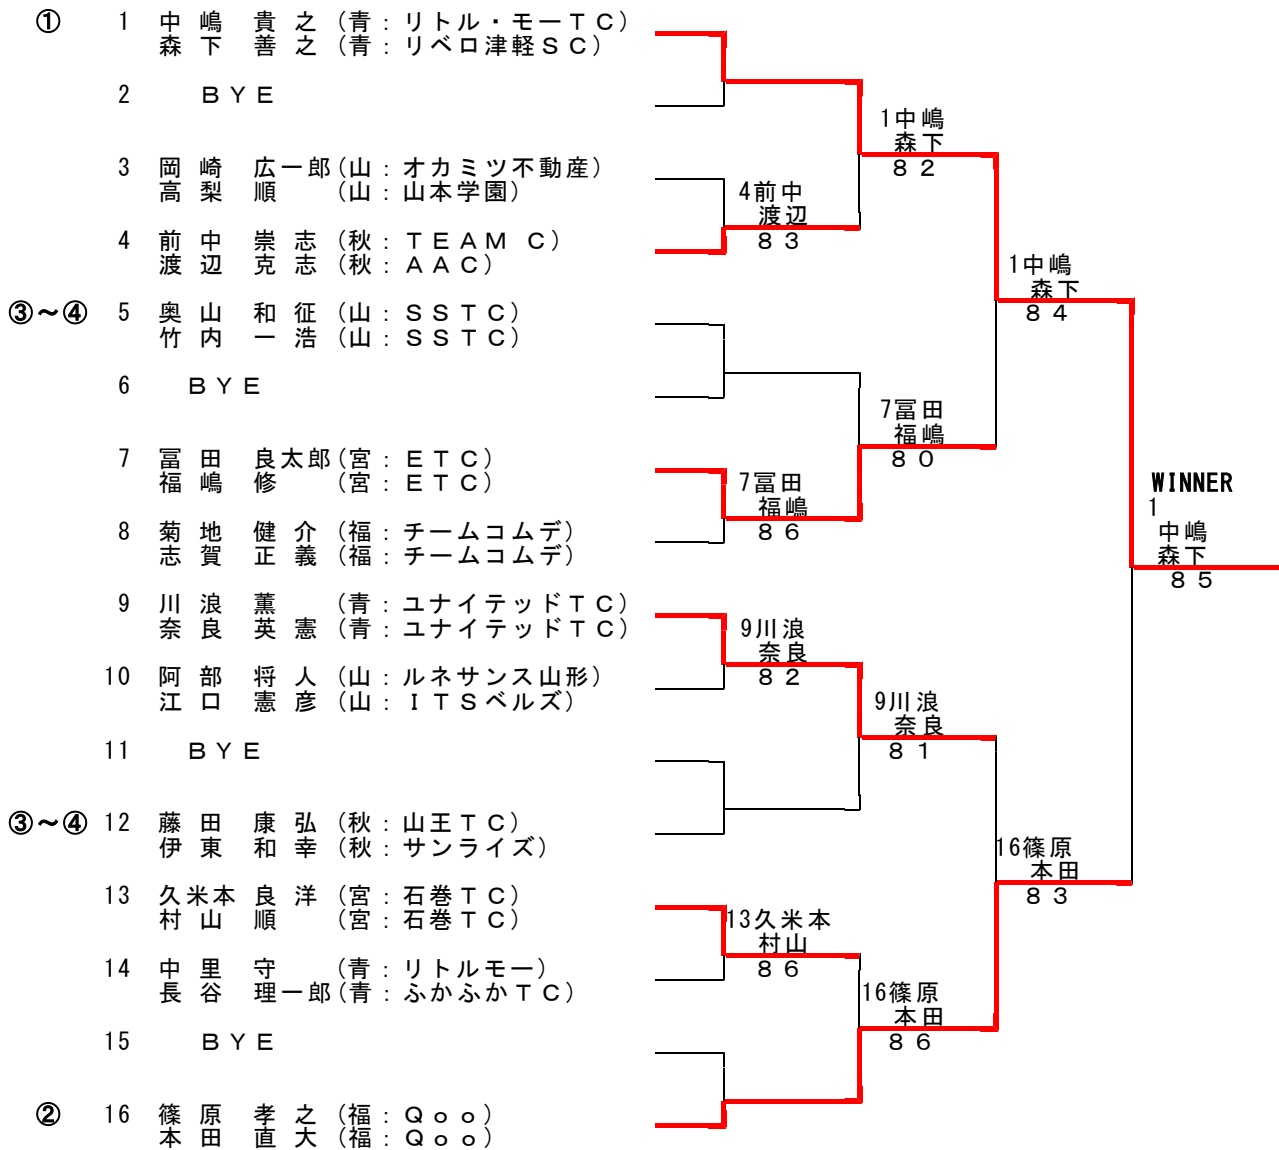 ① 1 中嶋 貴之（青：リトル・モーＴＣ）
森下 善之（青：リベロ津軽ＳＣ）
2 ＢＹＥ
1中嶋
森下
８２
3 岡崎 広一郎（山：オカミツ不動産）
高梨 順 （山：山本学園）
4前中
渡辺
８３
4 前中 崇志（秋：ＴＥＡＭ Ｃ）
渡辺 克志（秋：ＡＡＣ）
1中嶋
森下
８４
③～④ 5 奥山 和征（山：ＳＳＴＣ）
竹内 一浩（山：ＳＳＴＣ）
6 ＢＹＥ
7冨田
福嶋
８０
7 冨田 良太郎（宮：ＥＴＣ）
福嶋 修 （宮：ＥＴＣ）
7冨田
福嶋
８６
WINNER
1
中嶋
森下
８５
8 菊地 健介（福：チームコムデ）
志賀 正義（福：チームコムデ）
9 川浪 薫 （青：ユナイテッドＴＣ）
奈良 英憲（青：ユナイテッドＴＣ）
9川浪
奈良
８２
10 阿部 将人（山：ルネサンス山形）
江口 憲彦（山：ＩＴＳベルズ）
9川浪
奈良
８１
11 ＢＹＥ
③～④ 12 藤田 康弘（秋：山王ＴＣ）
伊東 和幸（秋：サンライズ）
16篠原
本田
８３
13 久米本 良洋（宮：石巻ＴＣ）
村山 順 （宮：石巻ＴＣ）
13久米本
村山
８６
14 中里 守 （青：リトルモー）
長谷 理一郎（青：ふかふかＴＣ）
16篠原
本田
８６
15 ＢＹＥ
② 16 篠原 孝之（福：Ｑｏｏ）
本田 直大（福：Ｑｏｏ）